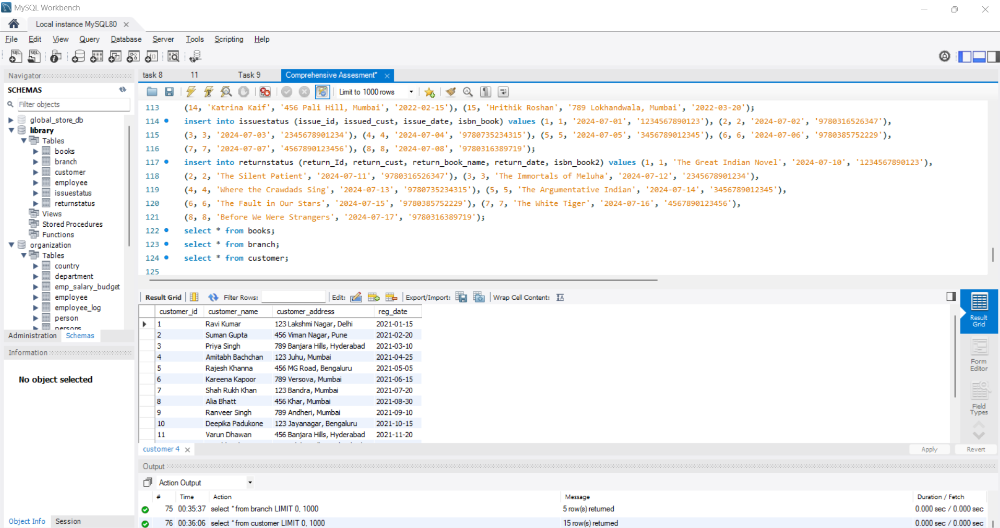 MySQL Workbench
Local instance MySQL80
File Edit View Query Database Server Tools Scripting Help
Navigator
SCHEMAS
Filter objects
global_store_db
library
Tables
books
branch
customer
employee
issuestatus
returnstatus
Views
Stored Procedures
Functions
organization
Tables
country
department
emp_salary_budget
employee
employee_log
person
persons
Administration Schemas
Information
No object selected
Object Info Session
task 8 11 Task 9 Comprehensive Assesment*
Limit to 1000 rows
113 (14, 'Katrina Kaif', '456 Pali Hill, Mumbai', '2022-02-15'), (15, 'Hrithik Roshan', '789 Lokhandwala, Mumbai', '2022-03-20');
114 insert into issuestatus (issue_id, issued_cust, issue_date, isbn_book) values (1, 1, '2024-07-01', '1234567890123'), (2, 2, '2024-07-02', '9780316526347'),
115 (3, 3, '2024-07-03', '2345678901234'), (4, 4, '2024-07-04', '9780735234315'), (5, 5, '2024-07-05', '3456789012345'), (6, 6, '2024-07-06', '9780385752229'),
116 (7, 7, '2024-07-07', '4567890123456'), (8, 8, '2024-07-08', '9780316389719');
117 insert into returnstatus (return_Id, return_cust, return_book_name, return_date, isbn_book2) values (1, 1, 'The Great Indian Novel', '2024-07-10', '1234567890123'),
118 (2, 2, 'The Silent Patient', '2024-07-11', '9780316526347'), (3, 3, 'The Immortals of Meluha', '2024-07-12', '2345678901234'),
119 (4, 4, 'Where the Crawdads Sing', '2024-07-13', '9780735234315'), (5, 5, 'The Argumentative Indian', '2024-07-14', '3456789012345'),
120 (6, 6, 'The Fault in Our Stars', '2024-07-15', '9780385752229'), (7, 7, 'The White Tiger', '2024-07-16', '4567890123456'),
121 (8, 8, 'Before We Were Strangers', '2024-07-17', '9780316389719');
122 select * from books;
123 select * from branch;
124 select * from customer;
125
Result Grid Filter Rows: Edit: Export/Import: Wrap Cell Content:
customer_id customer_name customer_address reg_date
1 Ravi Kumar 123 Lakshmi Nagar, Delhi 2021-01-15
2 Suman Gupta 456 Viman Nagar, Pune 2021-02-20
3 Priya Singh 789 Banjara Hills, Hyderabad 2021-03-10
4 Amitabh Bachchan 123 Juhu, Mumbai 2021-04-25
5 Rajesh Khanna 456 MG Road, Bengaluru 2021-05-05
6 Kareena Kapoor 789 Versova, Mumbai 2021-06-15
7 Shah Rukh Khan 123 Bandra, Mumbai 2021-07-20
8 Alia Bhatt 456 Khar, Mumbai 2021-08-30
9 Ranveer Singh 789 Andheri, Mumbai 2021-09-10
10 Deepika Padukone 123 Jayanagar, Bengaluru 2021-10-15
11 Varun Dhawan 456 Banjara Hills, Hyderabad 2021-11-20
Result
Grid
Form
Editor
Field
Types
customer 4
Apply Revert
Output
Action Output
# Time Action Message Duration / Fetch
75 00:35:37 select * from branch LIMIT 0, 1000 5 row(s) returned 0.000 sec / 0.000 sec
76 00:36:06 select * from customer LIMIT 0, 1000 15 row(s) returned 0.000 sec / 0.000 sec